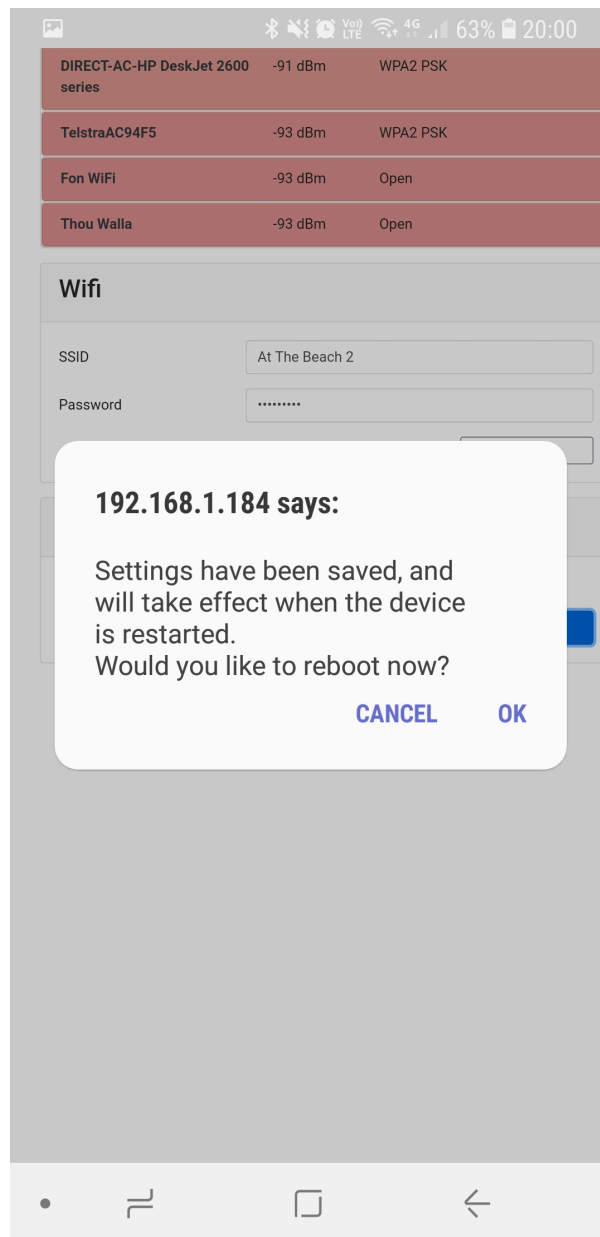 Vo)) LTE 4G 63% 20:00
DIRECT-AC-HP DeskJet 2600 -91 dBm WPA2 PSK
series
TelstraAC94F5 -93 dBm WPA2 PSK
Fon WiFi -93 dBm Open
Thou Walla -93 dBm Open
Wifi
SSID At The Beach 2
Password •••••••••
192.168.1.184 says:
Settings have been saved, and
will take effect when the device
is restarted.
Would you like to reboot now?
CANCEL OK